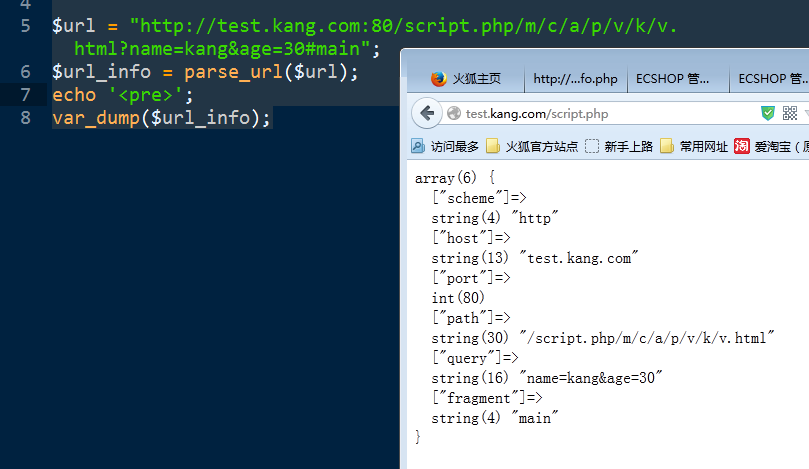 4
5 $url = "http://test.kang.com:80/script.php/m/c/a/p/v/k/v.
html?name=kang&age=30#main";
6 $url_info = parse_url($url);
7 echo '<pre>';
8 var_dump($url_info);
火狐主页 http://...fo.php ECSHOP 管... ECSHOP 管...
test.kang.com/script.php
访问最多 火狐官方站点 新手上路 常用网址 淘 爱淘宝（
array(6) {
["scheme"]=>
string(4) "http"
["host"]=>
string(13) "test.kang.com"
["port"]=>
int(80)
["path"]=>
string(30) "/script.php/m/c/a/p/v/k/v.html"
["query"]=>
string(16) "name=kang&age=30"
["fragment"]=>
string(4) "main"
}